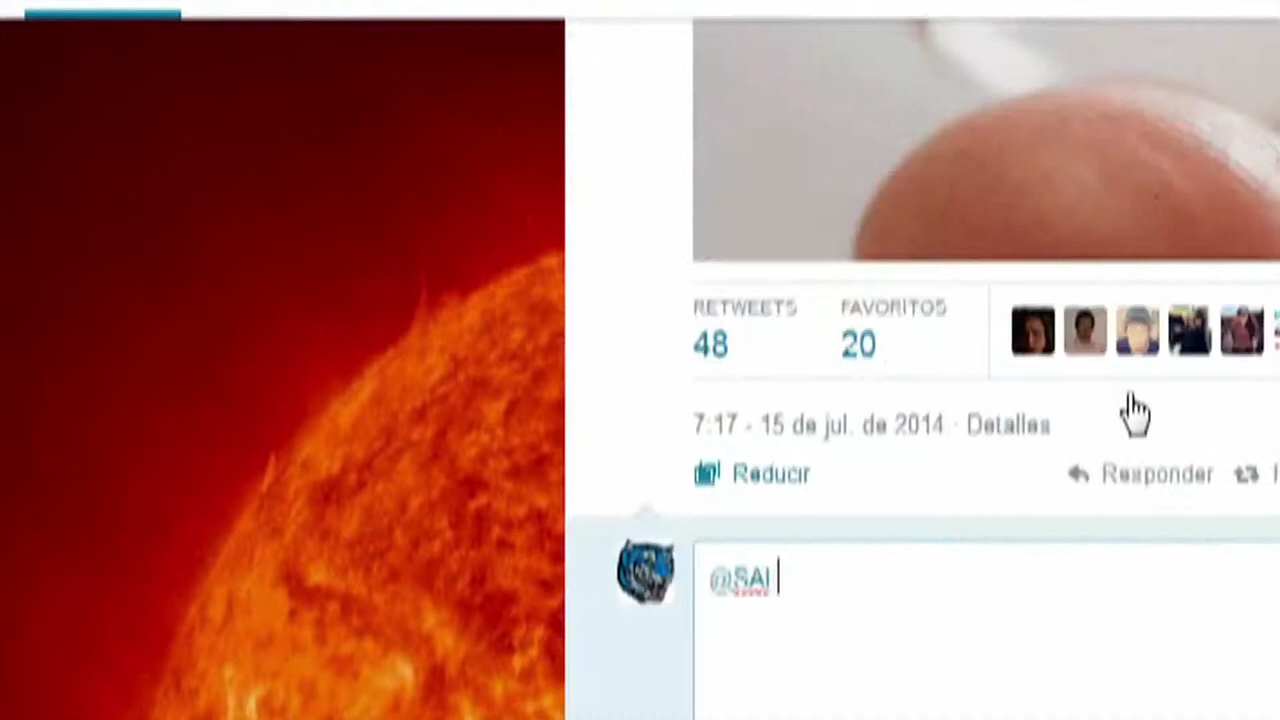 RETWEETS FAVORITOS
48 20
7:17 - 15 de jul. de 2014 · Detalles
Reducir Responder
@SAI